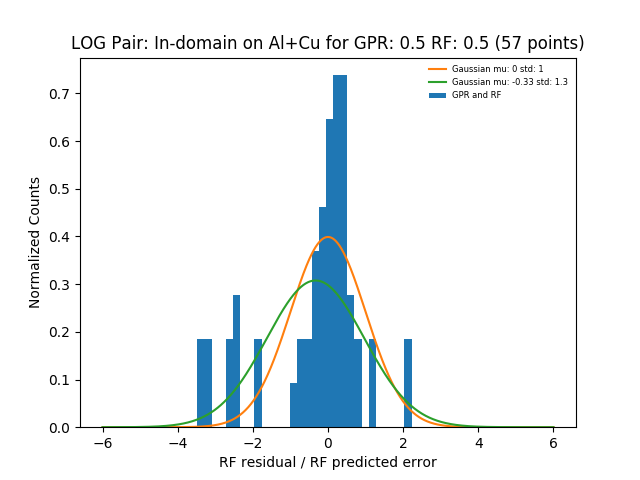 LOG Pair: In-domain on Al+Cu for GPR: 0.5 RF: 0.5 (57 points)
Gaussian mu: 0 std: 1
Gaussian mu: -0.33 std: 1.3
GPR and RF
Normalized Counts
0.7
0.6
0.5
0.4
0.3
0.2
0.1
0.0
−6 −4 −2 0 2 4 6
RF residual / RF predicted error